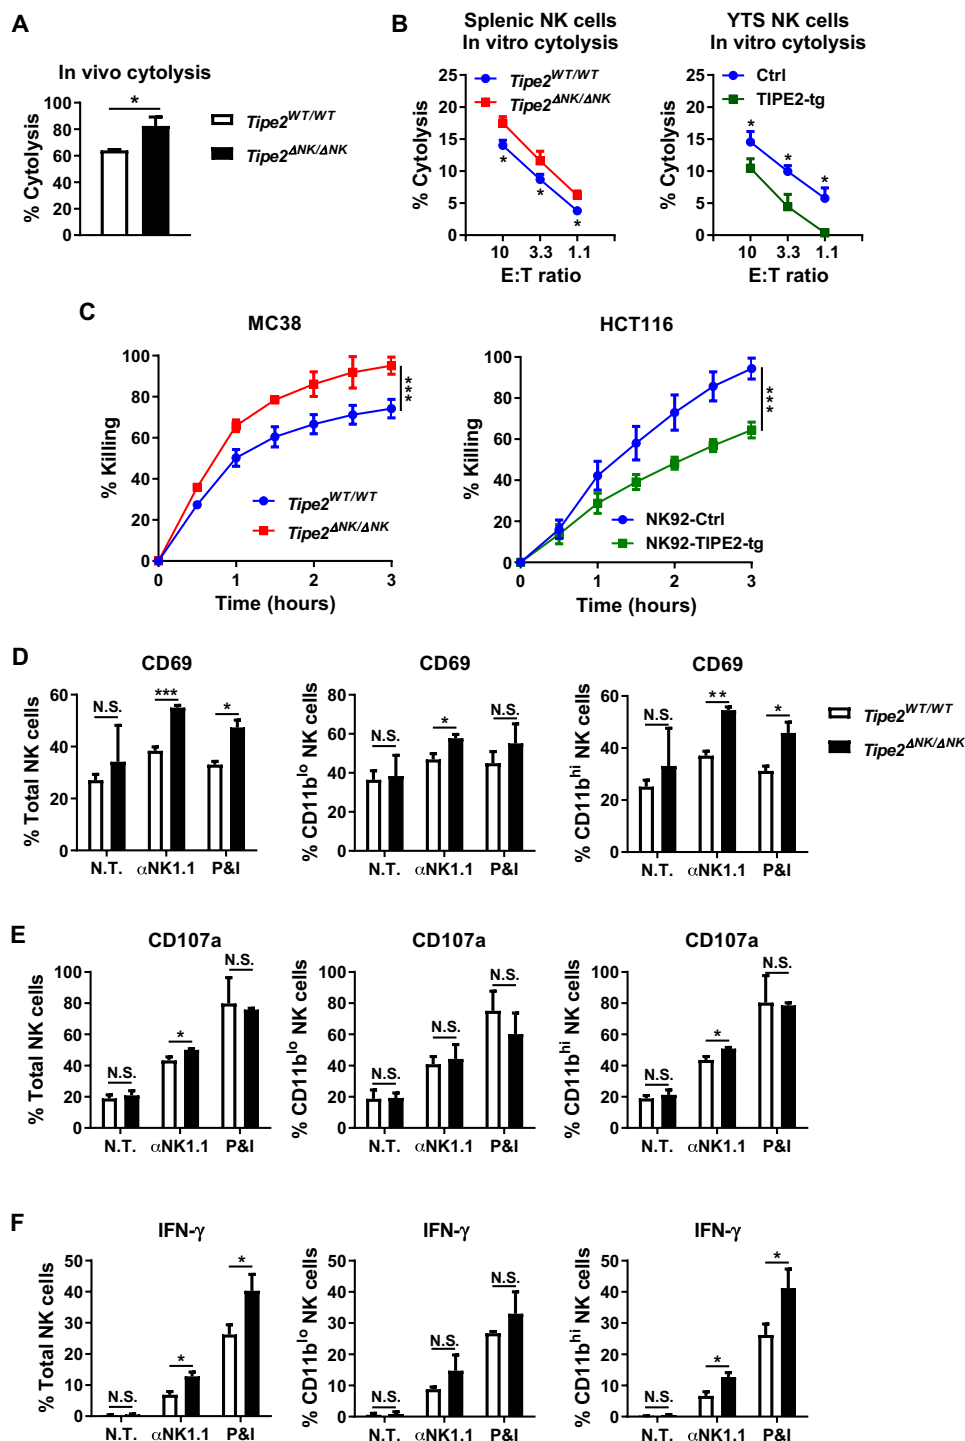 A
In vivo cytolysis
*
% Cytolysis
100
80
60
40
20
0
Tipe2WT/WT
Tipe2ΔNK/ΔNK
B
Splenic NK cells
In vitro cytolysis
% Cytolysis
25
20
15
10
5
0
Tipe2WT/WT
Tipe2ΔNK/ΔNK
*
*
*
10 3.3 1.1
E:T ratio
YTS NK cells
In vitro cytolysis
% Cytolysis
25
20
15
10
5
0
Ctrl
TIPE2-tg
*
*
*
10 3.3 1.1
E:T ratio
C
MC38
% Killing
100
80
60
40
20
0
***
Tipe2WT/WT
Tipe2ΔNK/ΔNK
0 1 2 3
Time (hours)
HCT116
% Killing
100
80
60
40
20
0
***
NK92-Ctrl
NK92-TIPE2-tg
0 1 2 3
Time (hours)
D
CD69
% Total NK cells
60
40
20
0
N.S. *** *
N.T. αNK1.1 P&I
CD69
% CD11blo NK cells
80
60
40
20
0
N.S. * N.S.
N.T. αNK1.1 P&I
CD69
% CD11bhi NK cells
60
40
20
0
N.S. ** *
N.T. αNK1.1 P&I
Tipe2WT/WT
Tipe2ΔNK/ΔNK
E
CD107a
% Total NK cells
100
80
60
40
20
0
N.S. * N.S.
N.T. αNK1.1 P&I
CD107a
% CD11blo NK cells
100
80
60
40
20
0
N.S. N.S. N.S.
N.T. αNK1.1 P&I
CD107a
% CD11bhi NK cells
100
80
60
40
20
0
N.S. * N.S.
N.T. αNK1.1 P&I
F
IFN-γ
% Total NK cells
50
40
30
20
10
0
N.S. * *
N.T. αNK1.1 P&I
IFN-γ
% CD11blo NK cells
50
40
30
20
10
0
N.S. N.S. N.S.
N.T. αNK1.1 P&I
IFN-γ
% CD11bhi NK cells
50
40
30
20
10
0
N.S. * *
N.T. αNK1.1 P&I